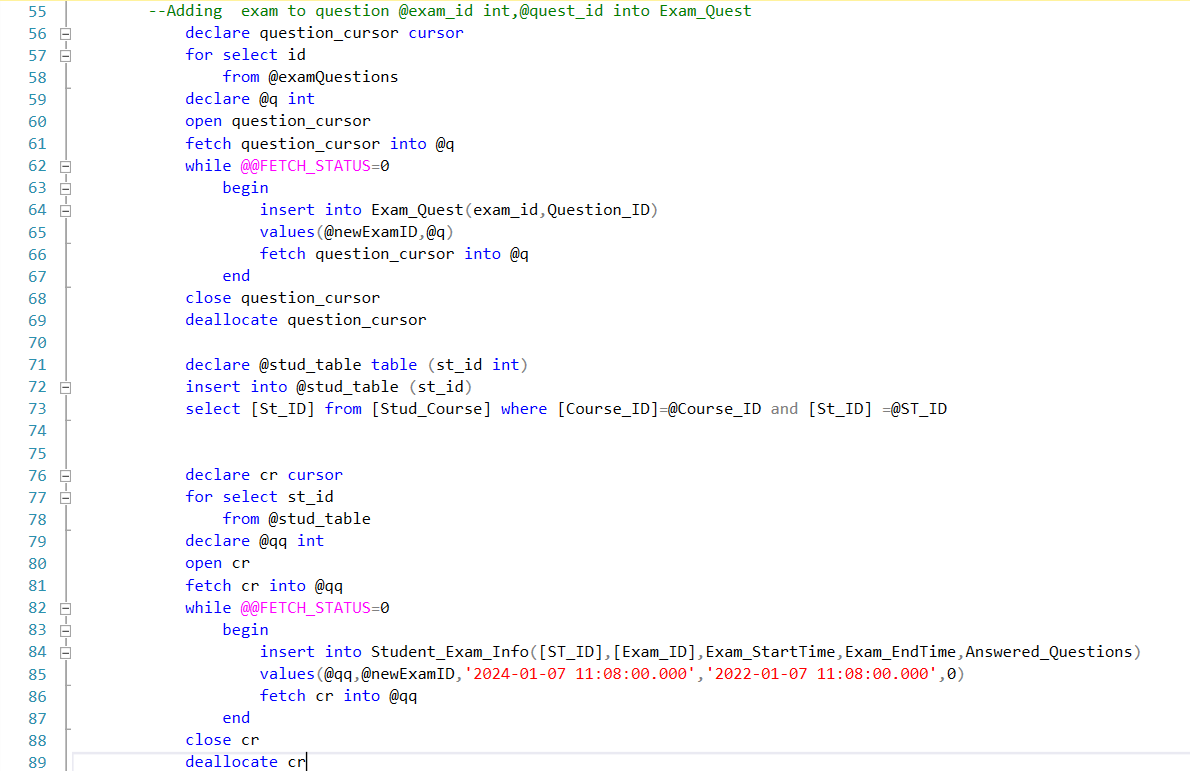 55 --Adding  exam to question @exam_id int,@quest_id into Exam_Quest
56 declare question_cursor cursor
57 for select id
58 from @examQuestions
59 declare @q int
60 open question_cursor
61 fetch question_cursor into @q
62 while @@FETCH_STATUS=0
63 begin
64 insert into Exam_Quest(exam_id,Question_ID)
65 values(@newExamID,@q)
66 fetch question_cursor into @q
67 end
68 close question_cursor
69 deallocate question_cursor
70
71 declare @stud_table table (st_id int)
72 insert into @stud_table (st_id)
73 select [St_ID] from [Stud_Course] where [Course_ID]=@Course_ID and [St_ID] =@ST_ID
74
75
76 declare cr cursor
77 for select st_id
78 from @stud_table
79 declare @qq int
80 open cr
81 fetch cr into @qq
82 while @@FETCH_STATUS=0
83 begin
84 insert into Student_Exam_Info([ST_ID],[Exam_ID],Exam_StartTime,Exam_EndTime,Answered_Questions)
85 values(@qq,@newExamID,'2024-01-07 11:08:00.000','2022-01-07 11:08:00.000',0)
86 fetch cr into @qq
87 end
88 close cr
89 deallocate cr